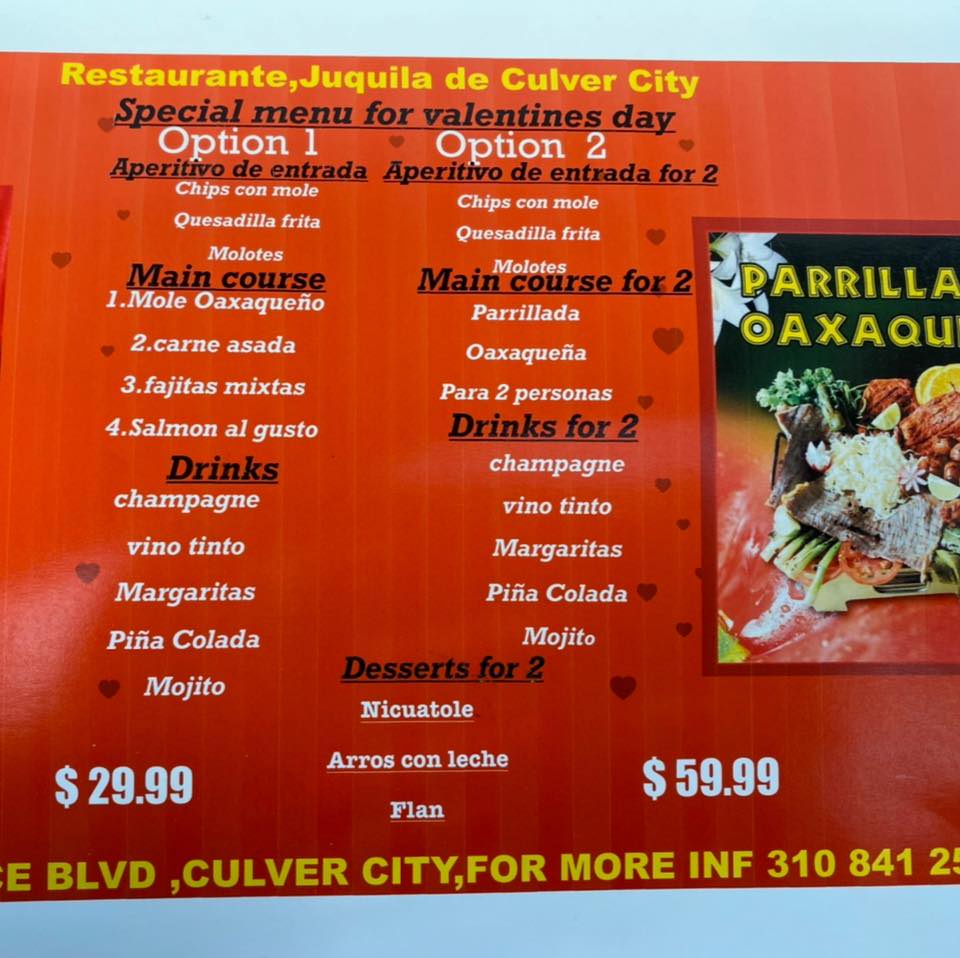 Restaurante,Juquila de Culver City
Special menu for valentines day
Option 1
Aperitivo de entrada
Chips con mole
Quesadilla frita
Molotes
Main course
1.Mole Oaxaqueño
2.carne asada
3.fajitas mixtas
4.Salmon al gusto
Drinks
champagne
vino tinto
Margaritas
Piña Colada
Mojito
$ 29.99
Option 2
Aperitivo de entrada for 2
Chips con mole
Quesadilla frita
Molotes
Main course for 2
Parrillada
Oaxaqueña
Para 2 personas
Drinks for 2
champagne
vino tinto
Margaritas
Piña Colada
Mojito
$ 59.99
Desserts for 2
Nicuatole
Arros con leche
Flan
PARRILLA
OAXAQU
BLVD ,CULVER CITY,FOR MORE INF 310 841